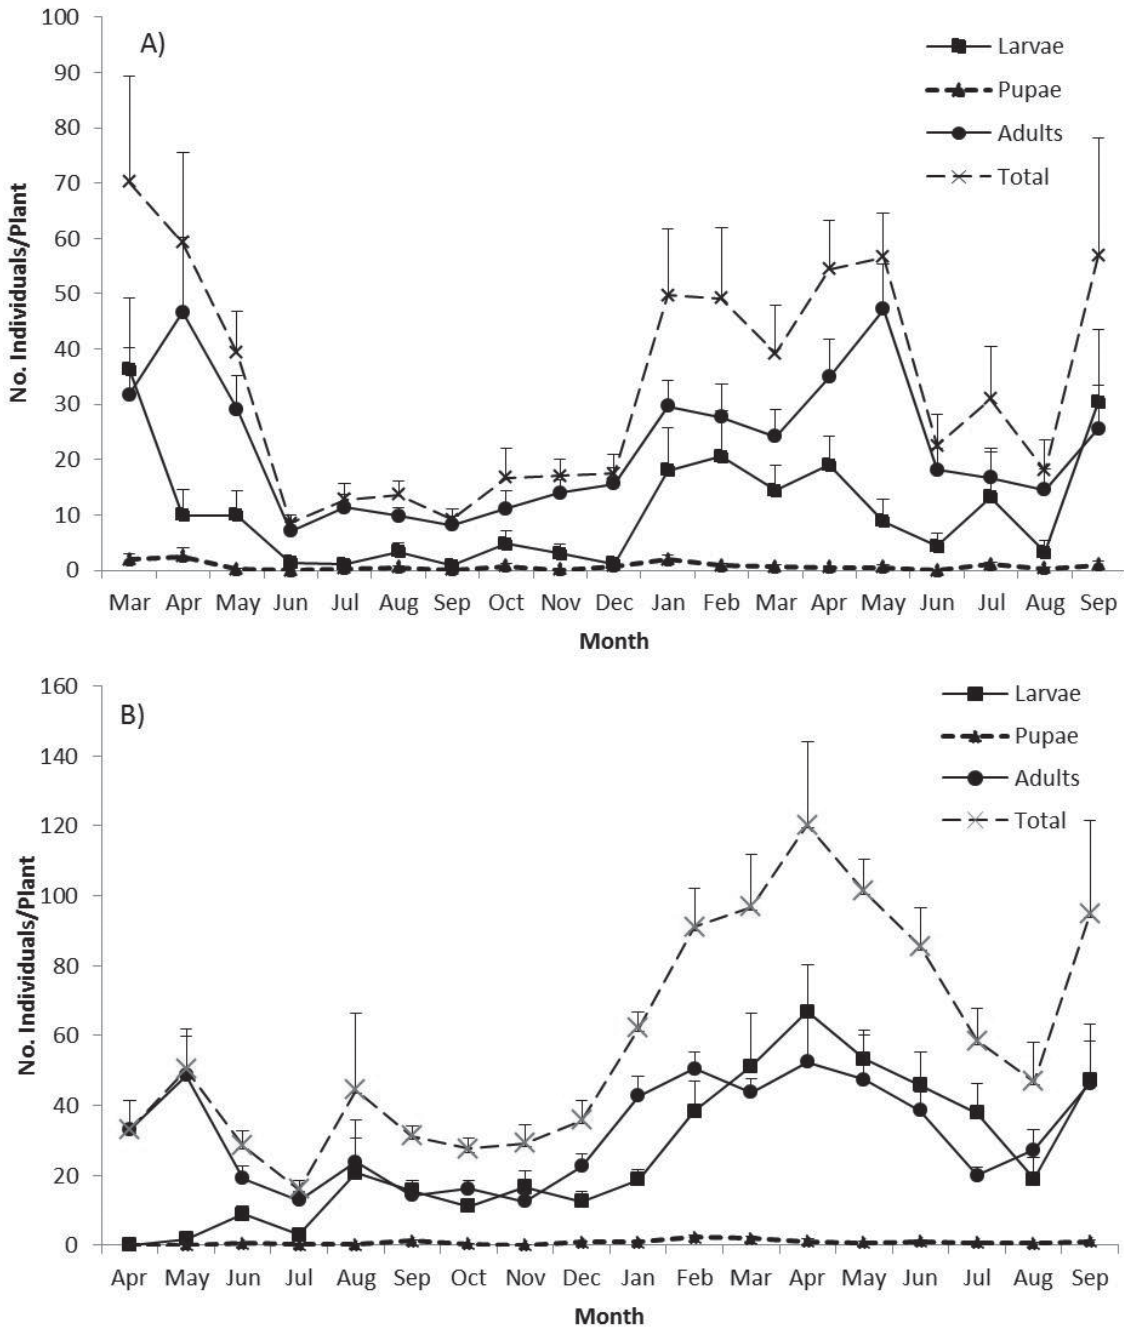 A)
Larvae
Pupae
Adults
Total
No. Individuals/Plant
100
90
80
70
60
50
40
30
20
10
0
Mar Apr May Jun Jul Aug Sep Oct Nov Dec Jan Feb Mar Apr May Jun Jul Aug Sep
Month
B)
Larvae
Pupae
Adults
Total
No. Individuals/Plant
160
140
120
100
80
60
40
20
0
Apr May Jun Jul Aug Sep Oct Nov Dec Jan Feb Mar Apr May Jun Jul Aug Sep
Month